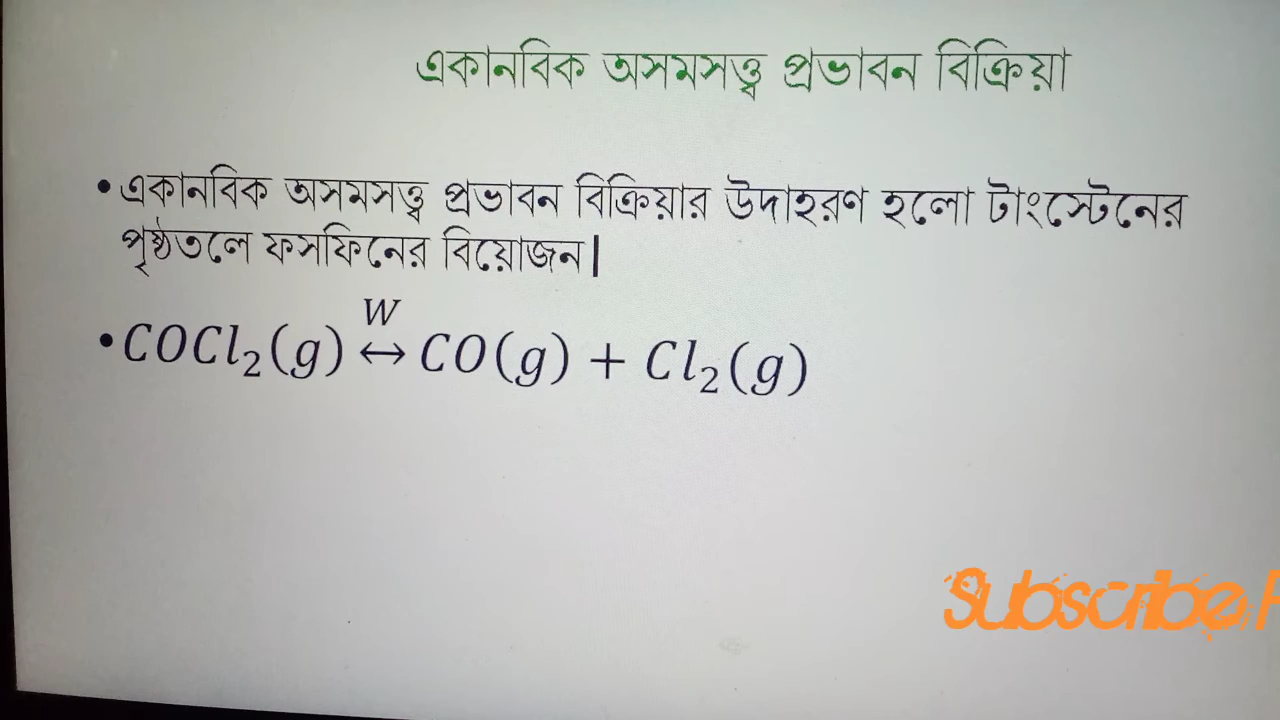 একানবিক অসমসত্ত্ব প্রভাবন বিক্রিয়া
• একানবিক অসমসত্ত্ব প্রভাবন বিক্রিয়ার উদাহরণ হলো টাংস্টেনের
পৃষ্ঠতলে ফসফিনের বিয়োজন।
W
• COCl₂(g) ↔ CO(g) + Cl₂(g)
Subscribe